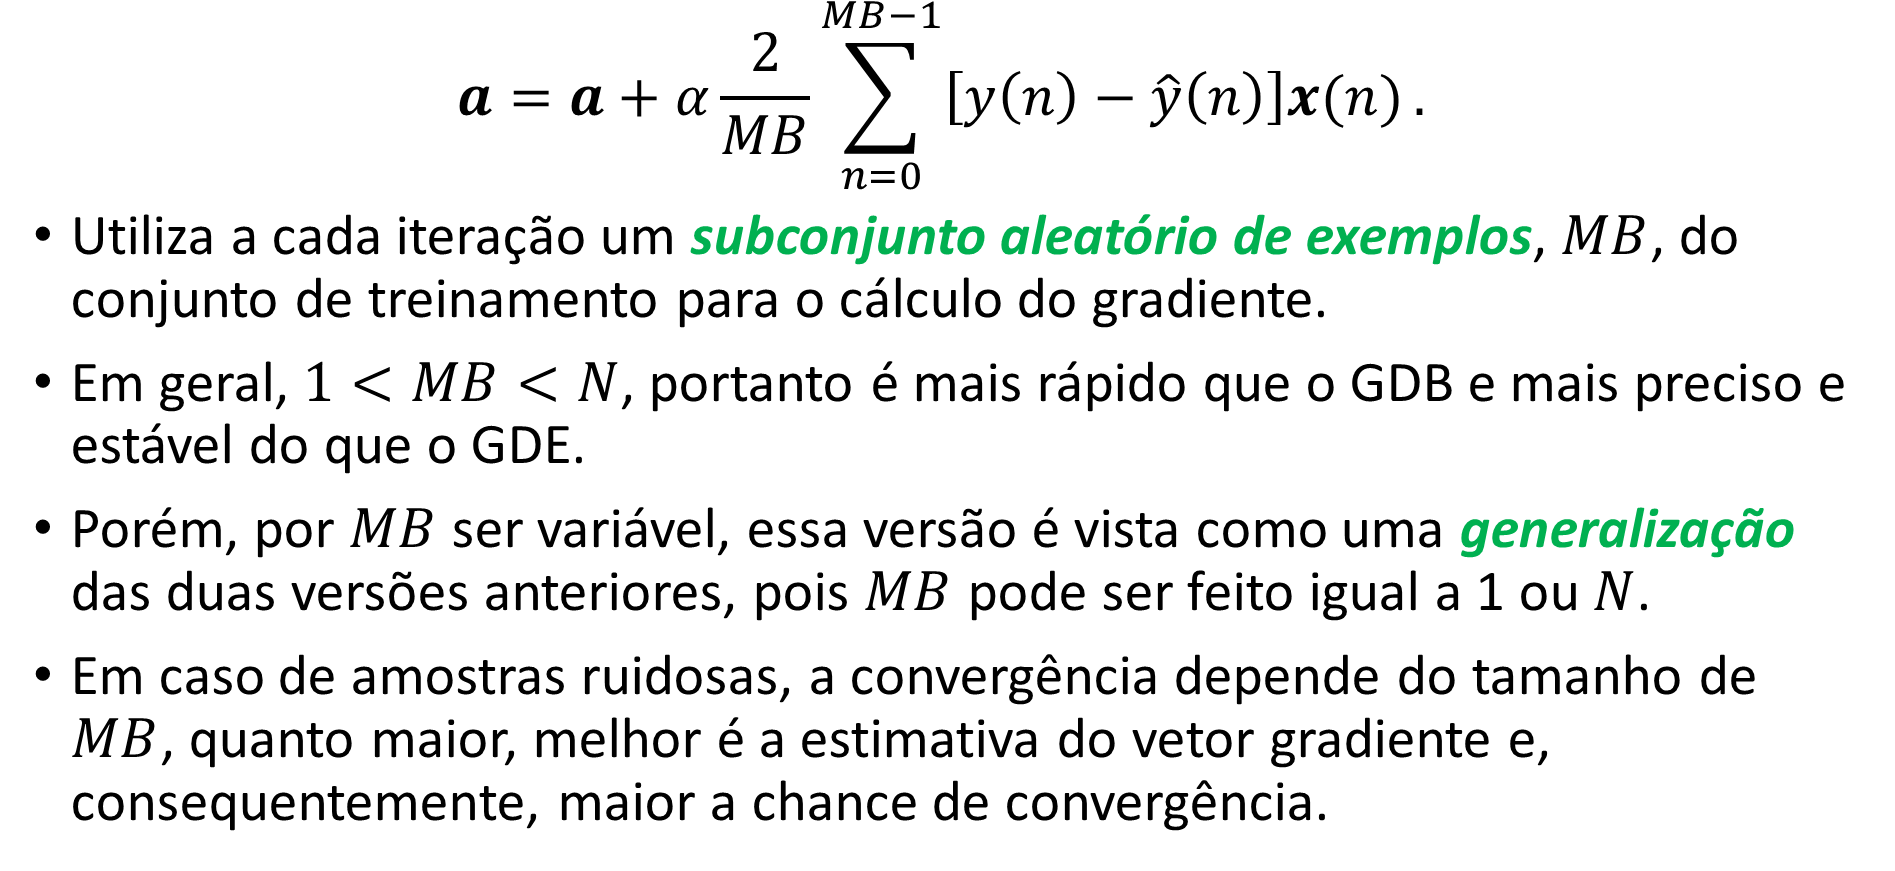 𝒂 = 𝒂 + α 2/MB ∑_{n=0}^{MB−1} [y(n) − ŷ(n)]𝒙(n) .
• Utiliza a cada iteração um subconjunto aleatório de exemplos, MB, do
conjunto de treinamento para o cálculo do gradiente.
• Em geral, 1 < MB < N, portanto é mais rápido que o GDB e mais preciso e
estável do que o GDE.
• Porém, por MB ser variável, essa versão é vista como uma generalização
das duas versões anteriores, pois MB pode ser feito igual a 1 ou N.
• Em caso de amostras ruidosas, a convergência depende do tamanho de
MB, quanto maior, melhor é a estimativa do vetor gradiente e,
consequentemente, maior a chance de convergência.